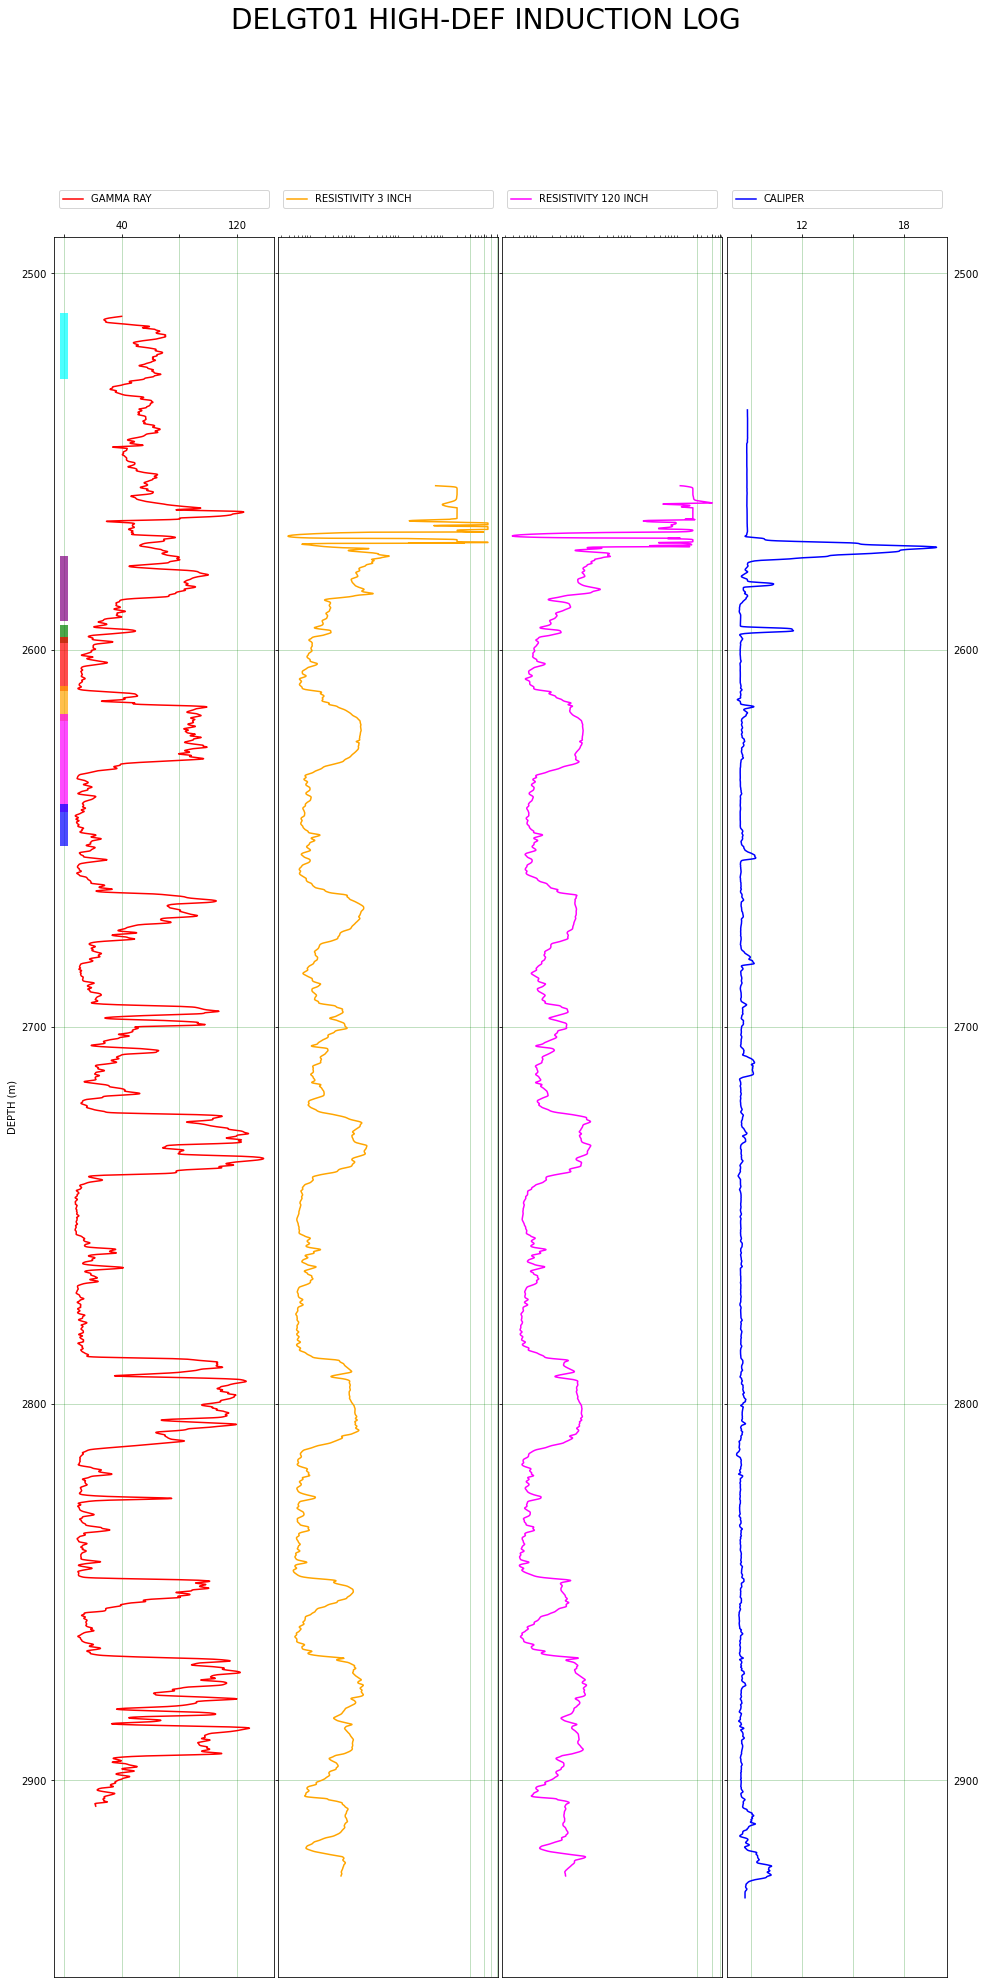 DELGT01 HIGH-DEF INDUCTION LOG
GAMMA RAY
RESISTIVITY 3 INCH
RESISTIVITY 120 INCH
CALIPER
40 120
12 18
2500 2500
2600 2600
2700 2700
DEPTH (m)
2800 2800
2900 2900